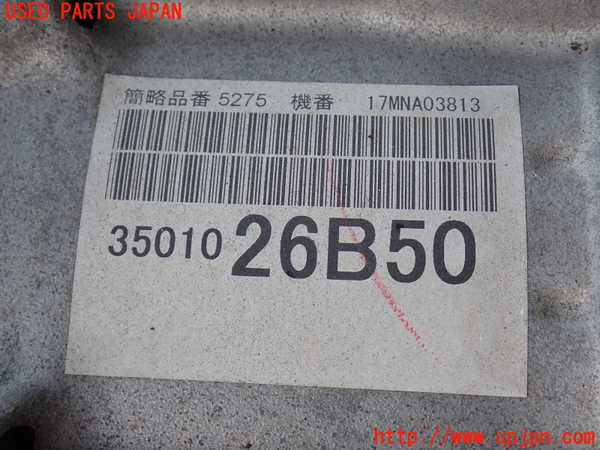 USED PARTS JAPAN
簡略品番 5275 機番 17MNA03813
35010 26B50
http://www.upjpn.com/